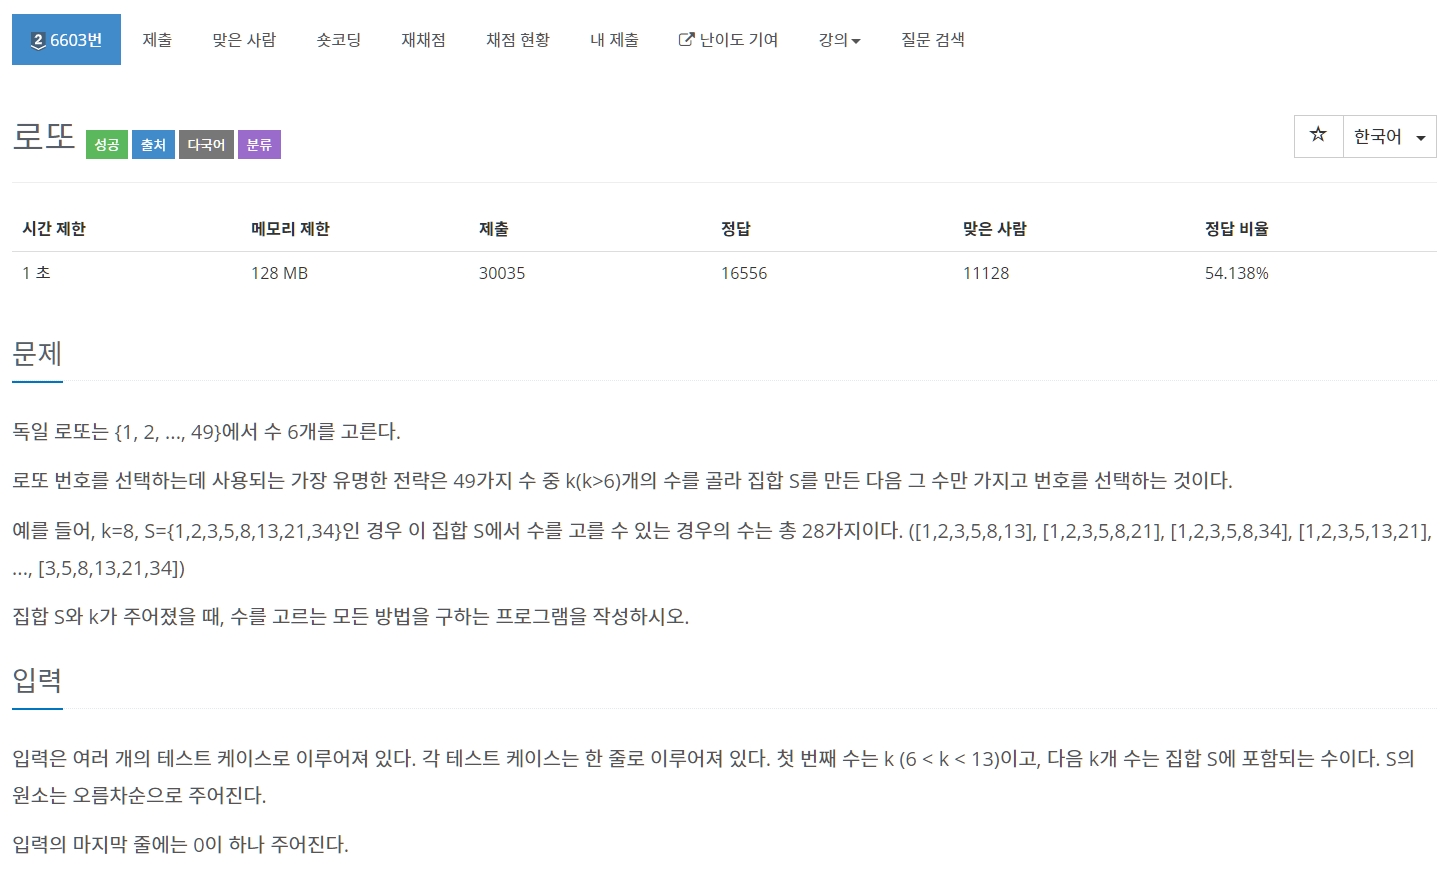 2 6603번 제출 맞은 사람 숏코딩 재채점 채점 현황 내 제출 난이도 기여 강의 질문 검색
로또 성공 출처 다국어 분류 한국어
시간 제한 메모리 제한 제출 정답 맞은 사람 정답 비율
1 초 128 MB 30035 16556 11128 54.138%
문제
독일 로또는 {1, 2, ..., 49}에서 수 6개를 고른다.
로또 번호를 선택하는데 사용되는 가장 유명한 전략은 49가지 수 중 k(k>6)개의 수를 골라 집합 S를 만든 다음 그 수만 가지고 번호를 선택하는 것이다.
예를 들어, k=8, S={1,2,3,5,8,13,21,34}인 경우 이 집합 S에서 수를 고를 수 있는 경우의 수는 총 28가지이다. ([1,2,3,5,8,13], [1,2,3,5,8,21], [1,2,3,5,8,34], [1,2,3,5,13,21],
..., [3,5,8,13,21,34])
집합 S와 k가 주어졌을 때, 수를 고르는 모든 방법을 구하는 프로그램을 작성하시오.
입력
입력은 여러 개의 테스트 케이스로 이루어져 있다. 각 테스트 케이스는 한 줄로 이루어져 있다. 첫 번째 수는 k (6 < k < 13)이고, 다음 k개 수는 집합 S에 포함되는 수이다. S의
원소는 오름차순으로 주어진다.
입력의 마지막 줄에는 0이 하나 주어진다.